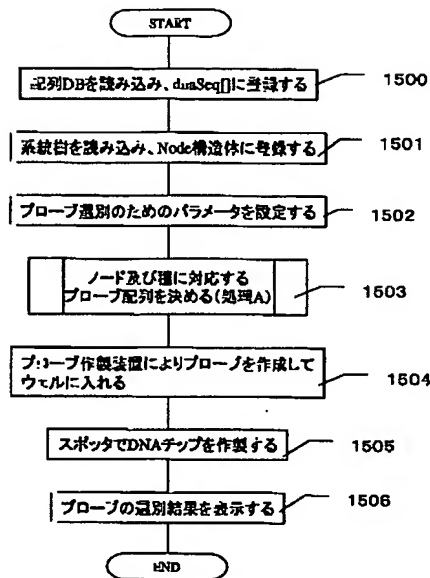 START
配列DBを読み込み、dnaSeq[]に登録する
1500
系統樹を読み込み、Node構造体に登録する
1501
プローブ選別のためのパラメータを設定する
1502
ノード及び種に対応する
プローブ配列を決める(処理A)
1503
プローブ作製装置によりプローブを作成して
ウェルに入れる
1504
スポッタでDNAチップを作製する
1505
プローブの選別結果を表示する
1506
END